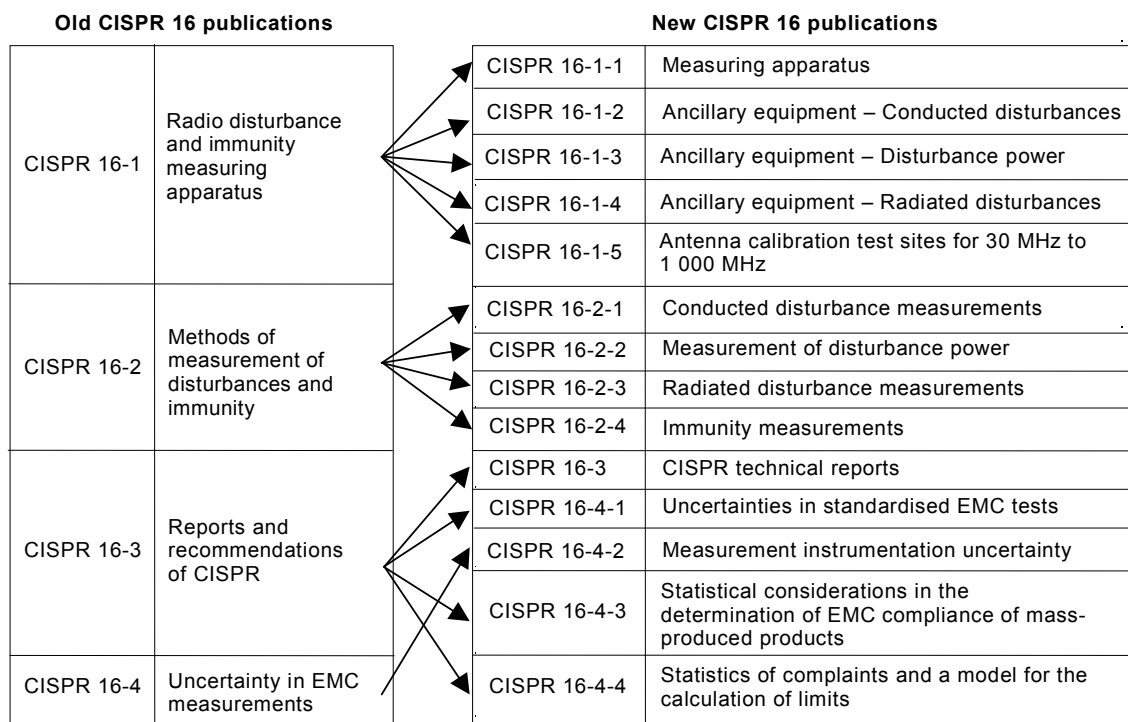 Old CISPR 16 publications
New CISPR 16 publications
CISPR 16-1
Radio disturbance
and immunity
measuring
apparatus
CISPR 16-2
Methods of
measurement of
disturbances and
immunity
CISPR 16-3
Reports and
recommendations
of CISPR
CISPR 16-4
Uncertainty in EMC
measurements
CISPR 16-1-1
Measuring apparatus
CISPR 16-1-2
Ancillary equipment – Conducted disturbances
CISPR 16-1-3
Ancillary equipment – Disturbance power
CISPR 16-1-4
Ancillary equipment – Radiated disturbances
CISPR 16-1-5
Antenna calibration test sites for 30 MHz to
1 000 MHz
CISPR 16-2-1
Conducted disturbance measurements
CISPR 16-2-2
Measurement of disturbance power
CISPR 16-2-3
Radiated disturbance measurements
CISPR 16-2-4
Immunity measurements
CISPR 16-3
CISPR technical reports
CISPR 16-4-1
Uncertainties in standardised EMC tests
CISPR 16-4-2
Measurement instrumentation uncertainty
CISPR 16-4-3
Statistical considerations in the
determination of EMC compliance of mass-
produced products
CISPR 16-4-4
Statistics of complaints and a model for the
calculation of limits